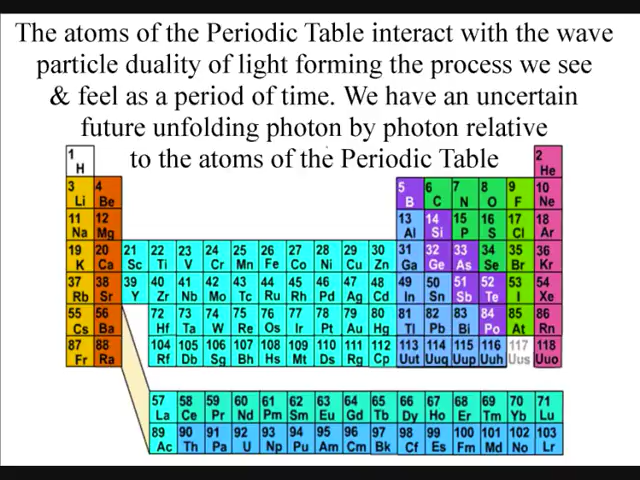 The atoms of the Periodic Table interact with the wave
particle duality of light forming the process we see
& feel as a period of time. We have an uncertain
future unfolding photon by photon relative
to the atoms of the Periodic Table
1 2
H He
3 4 5 6 7 8 9 10
Li Be B C N O F Ne
11 12 13 14 15 16 17 18
Na Mg Al Si P S Cl Ar
19 20 21 22 23 24 25 26 27 28 29 30 31 32 33 34 35 36
K Ca Sc Ti V Cr Mn Fe Co Ni Cu Zn Ga Ge As Se Br Kr
37 38 39 40 41 42 43 44 45 46 47 48 49 50 51 52 53 54
Rb Sr Y Zr Nb Mo Tc Ru Rh Pd Ag Cd In Sn Sb Te I Xe
55 56 72 73 74 75 76 77 78 79 80 81 82 83 84 85 86
Cs Ba Hf Ta W Re Os Ir Pt Au Hg Tl Pb Bi Po At Rn
87 88 104 105 106 107 108 109 110 111 112 113 114 115 116 117 118
Fr Ra Rf Db Sg Bh Hs Mt Ds Rg Cp Uut Uuq Uup Uuh Uus Uuo
57 58 59 60 61 62 63 64 65 66 67 68 69 70 71
La Ce Pr Nd Pm Sm Eu Gd Tb Dy Ho Er Tm Yb Lu
89 90 91 92 93 94 95 96 97 98 99 100 101 102 103
Ac Th Pa U Np Pu Am Cm Bk Cf Es Fm Md No Lr